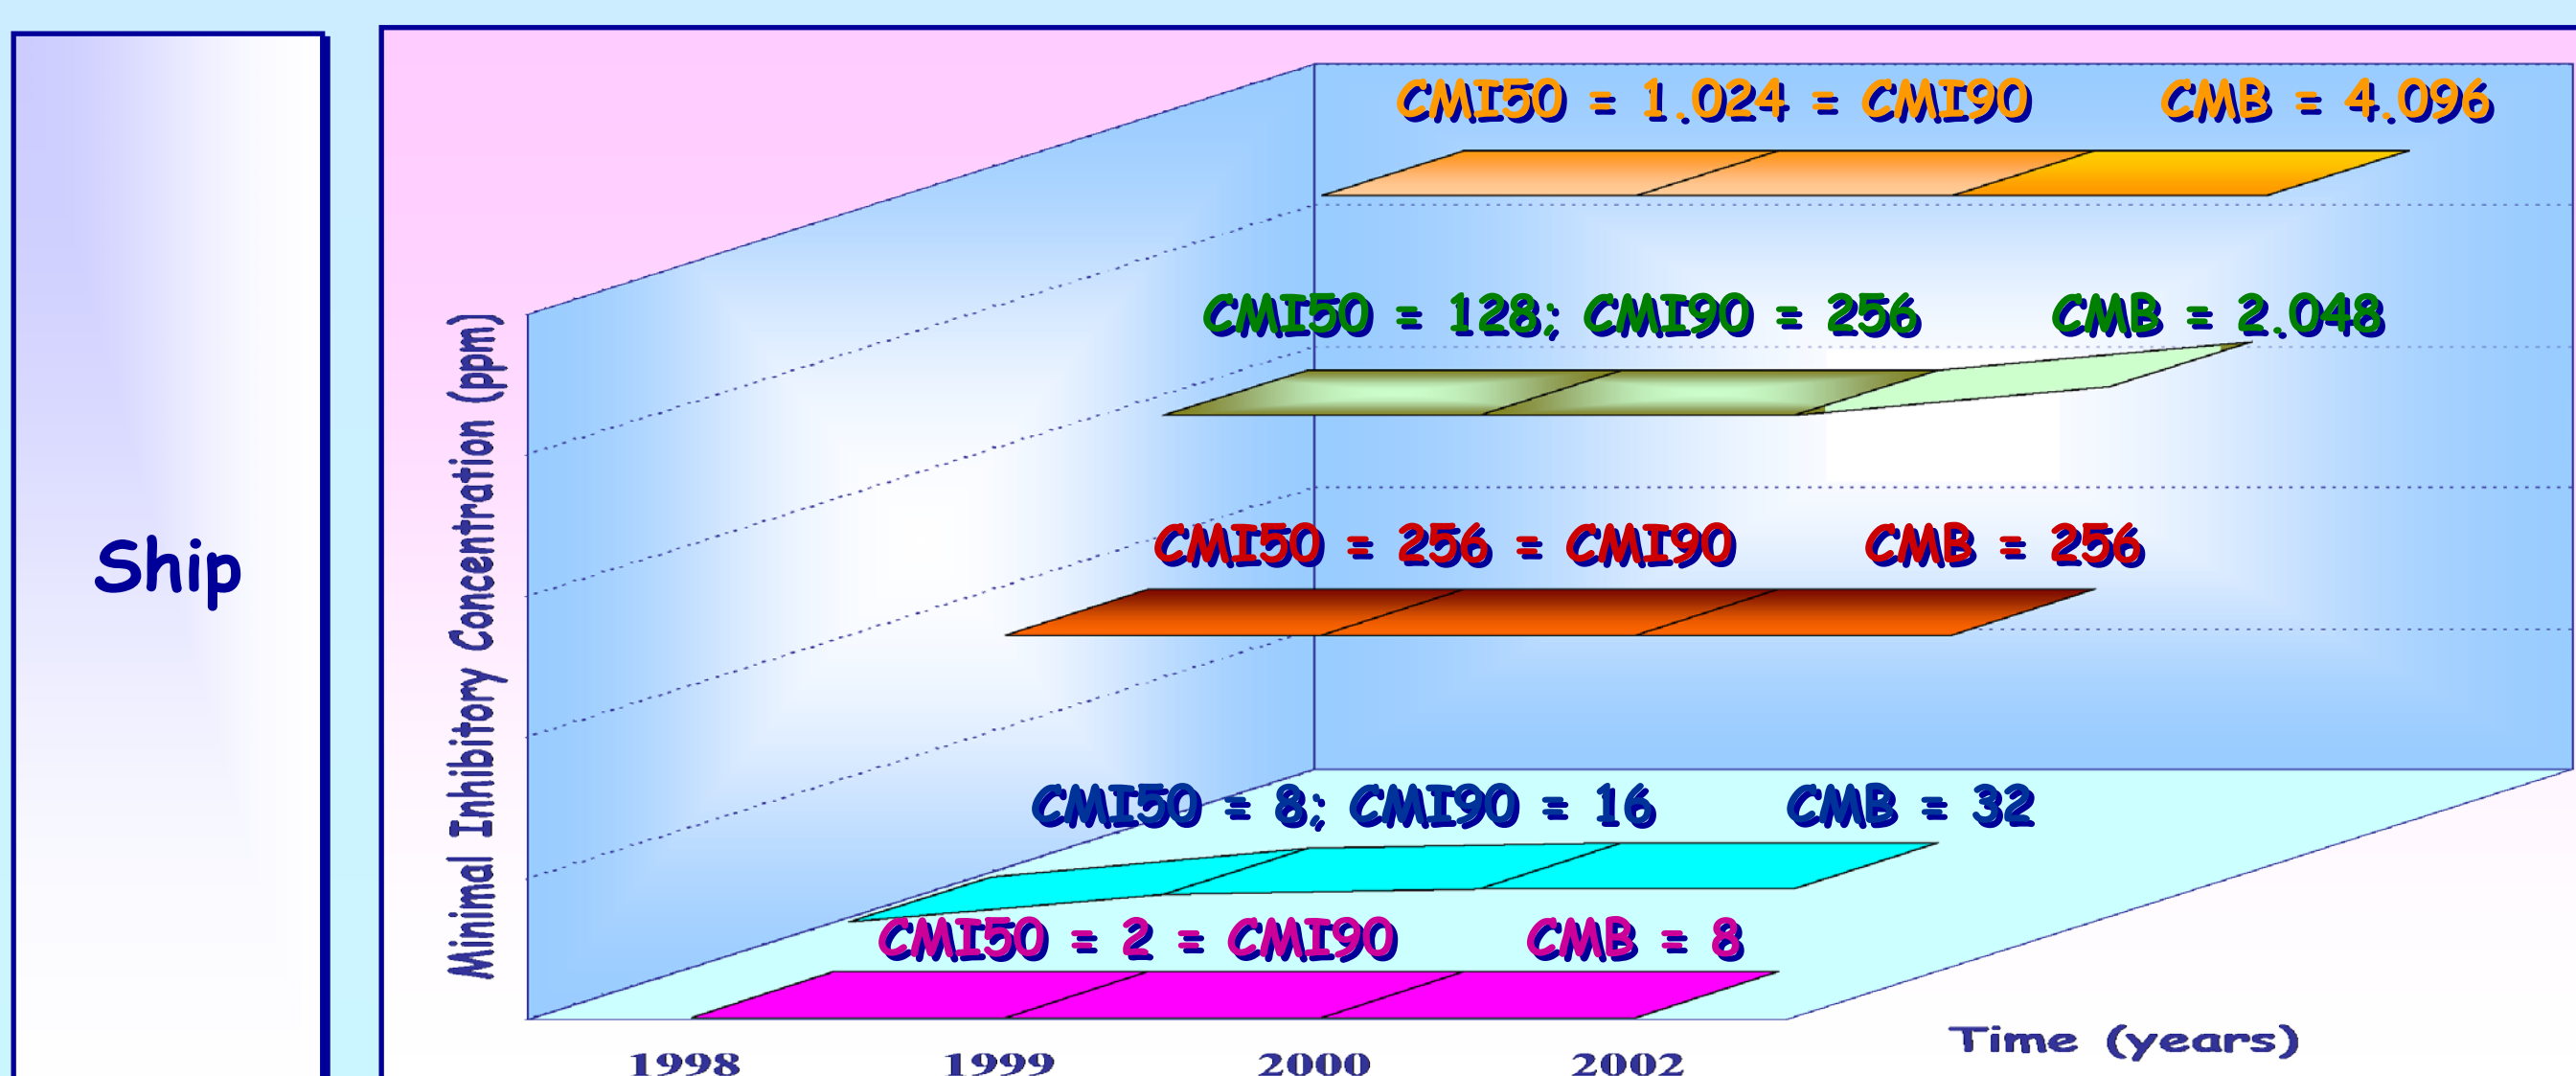 CMI50 = 1.024 = CMI90 CMB = 4.096
CMI50 = 128; CMI90 = 256 CMB = 2.048
Minimal Inhibitory Concentration (ppm)
CMI50 = 256 = CMI90 CMB = 256
Ship
CMI50 = 8; CMI90 = 16 CMB = 32
CMI50 = 2 = CMI90 CMB = 8
Time (years)
1998 1999 2000 2002